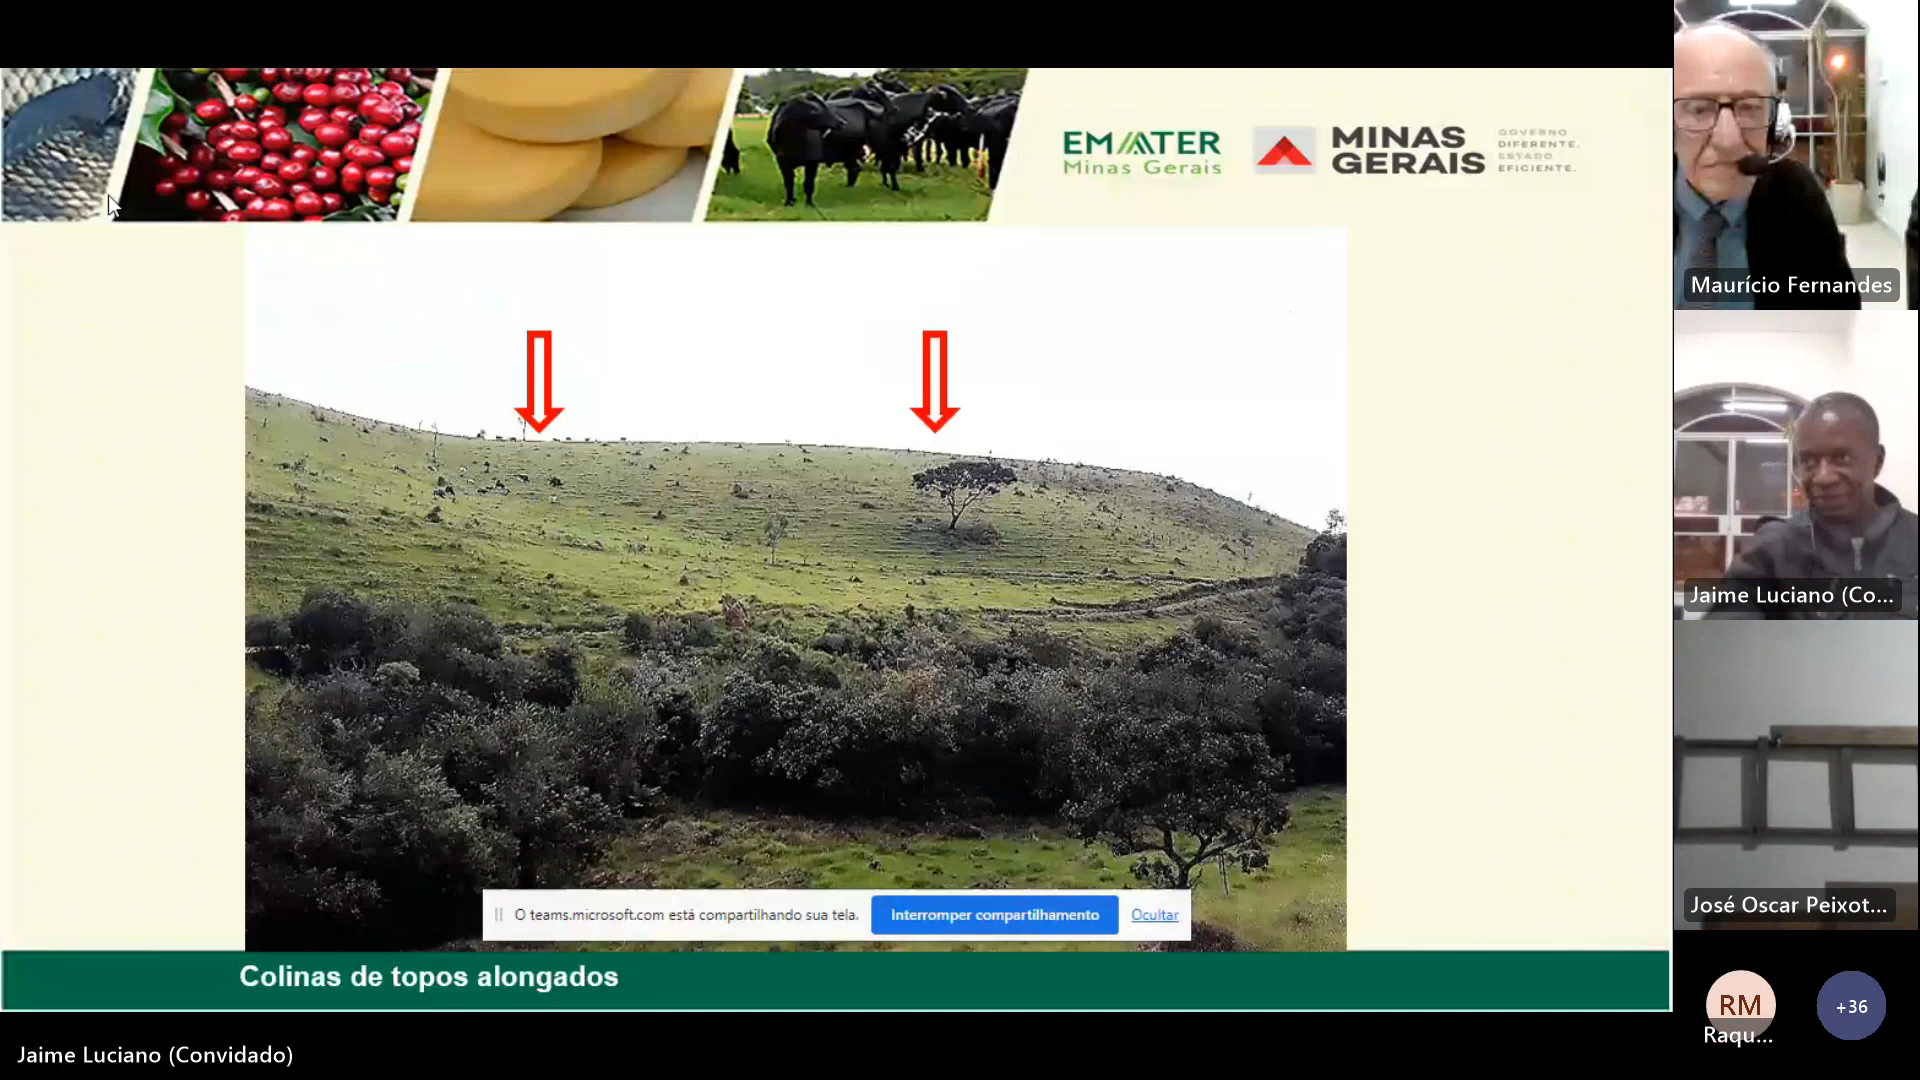 EMATER
Minas Gerais
MINAS
GERAIS
GOVERNO
DIFERENTE.
ESTADO
EFICIENTE.
Maurício Fernandes
Jaime Luciano (Co...
José Oscar Peixot...
O teams.microsoft.com está compartilhando sua tela.
Interromper compartilhamento
Ocultar
Colinas de topos alongados
RM
Raqu...
+36
Jaime Luciano (Convidado)